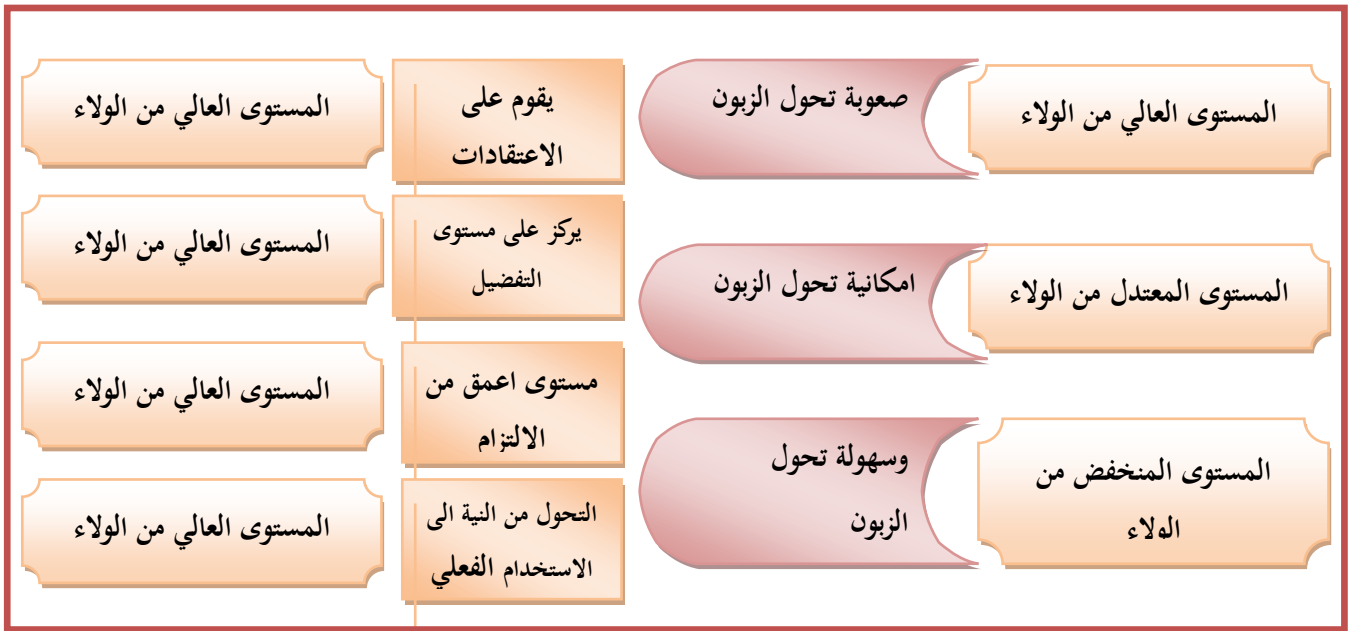 المستوى العالي من الولاء
صعوبة تحول الزبون
يقوم على
الاعتقادات
المستوى العالي من الولاء
المستوى المعتدل من الولاء
امكانية تحول الزبون
يركز على مستوى
التفضيل
المستوى العالي من الولاء
المستوى المنخفض من
الولاء
وسهولة تحول
الزبون
مستوى اعمق من
الالتزام
المستوى العالي من الولاء
التحول من النية الى
الاستخدام الفعلي
المستوى العالي من الولاء